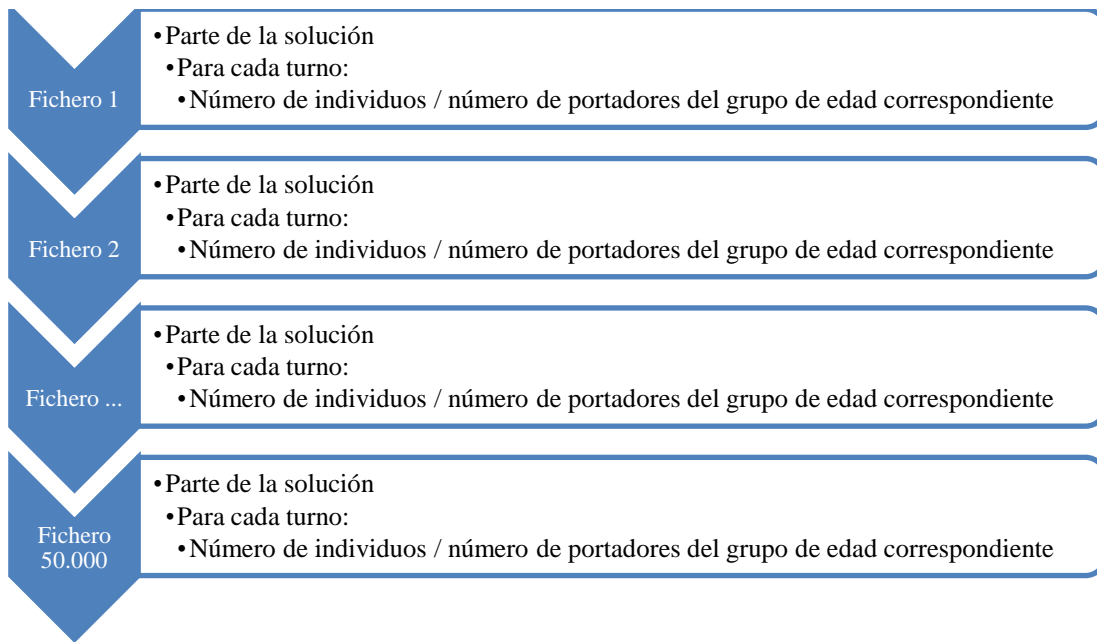 Fichero 1
•Parte de la solución
•Para cada turno:
•Número de individuos / número de portadores del grupo de edad correspondiente
Fichero 2
•Parte de la solución
•Para cada turno:
•Número de individuos / número de portadores del grupo de edad correspondiente
Fichero ...
•Parte de la solución
•Para cada turno:
•Número de individuos / número de portadores del grupo de edad correspondiente
Fichero
50.000
•Parte de la solución
•Para cada turno:
•Número de individuos / número de portadores del grupo de edad correspondiente